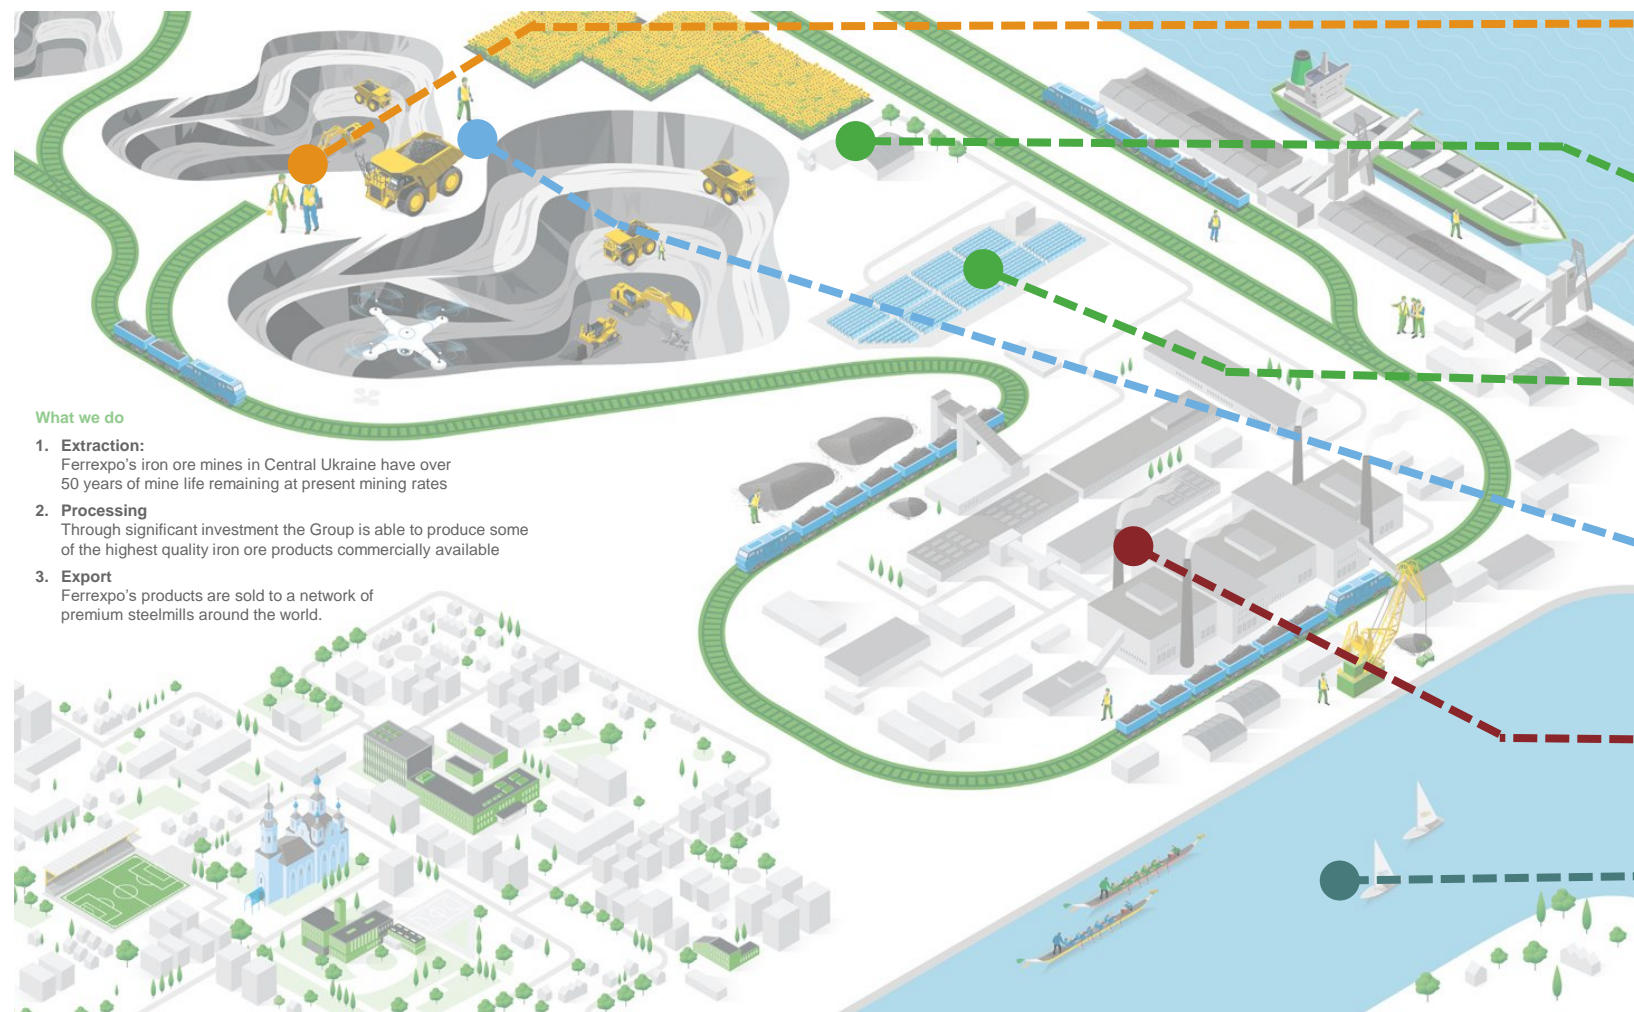 What we do
1. Extraction:
Ferrexpo’s iron ore mines in Central Ukraine have over
50 years of mine life remaining at present mining rates
2. Processing
Through significant investment the Group is able to produce some
of the highest quality iron ore products commercially available
3. Export
Ferrexpo’s products are sold to a network of
premium steelmills around the world.